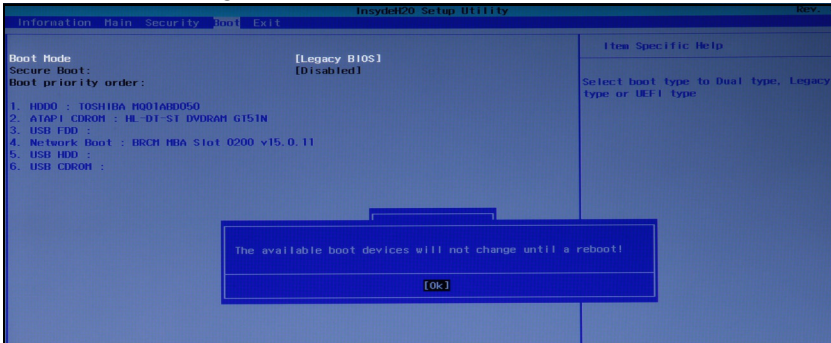 InsydeH20 Setup Utility
Rev.
Information Main Security Boot Exit
Item Specific Help
Boot Mode [Legacy BIOS]
Secure Boot: [Disabled]
Boot priority order:
Select boot type to Dual type, Legacy
type or UEFI type
1. HDD0 : TOSHIBA MQ01ABD050
2. ATAPI CDROM : HL-DT-ST DVDRAM GT51N
3. USB FDD :
4. Network Boot : BRCM MBA Slot 0200 v15.0.11
5. USB HDD :
6. USB CDROM :
The available boot devices will not change until a reboot!
[Ok]